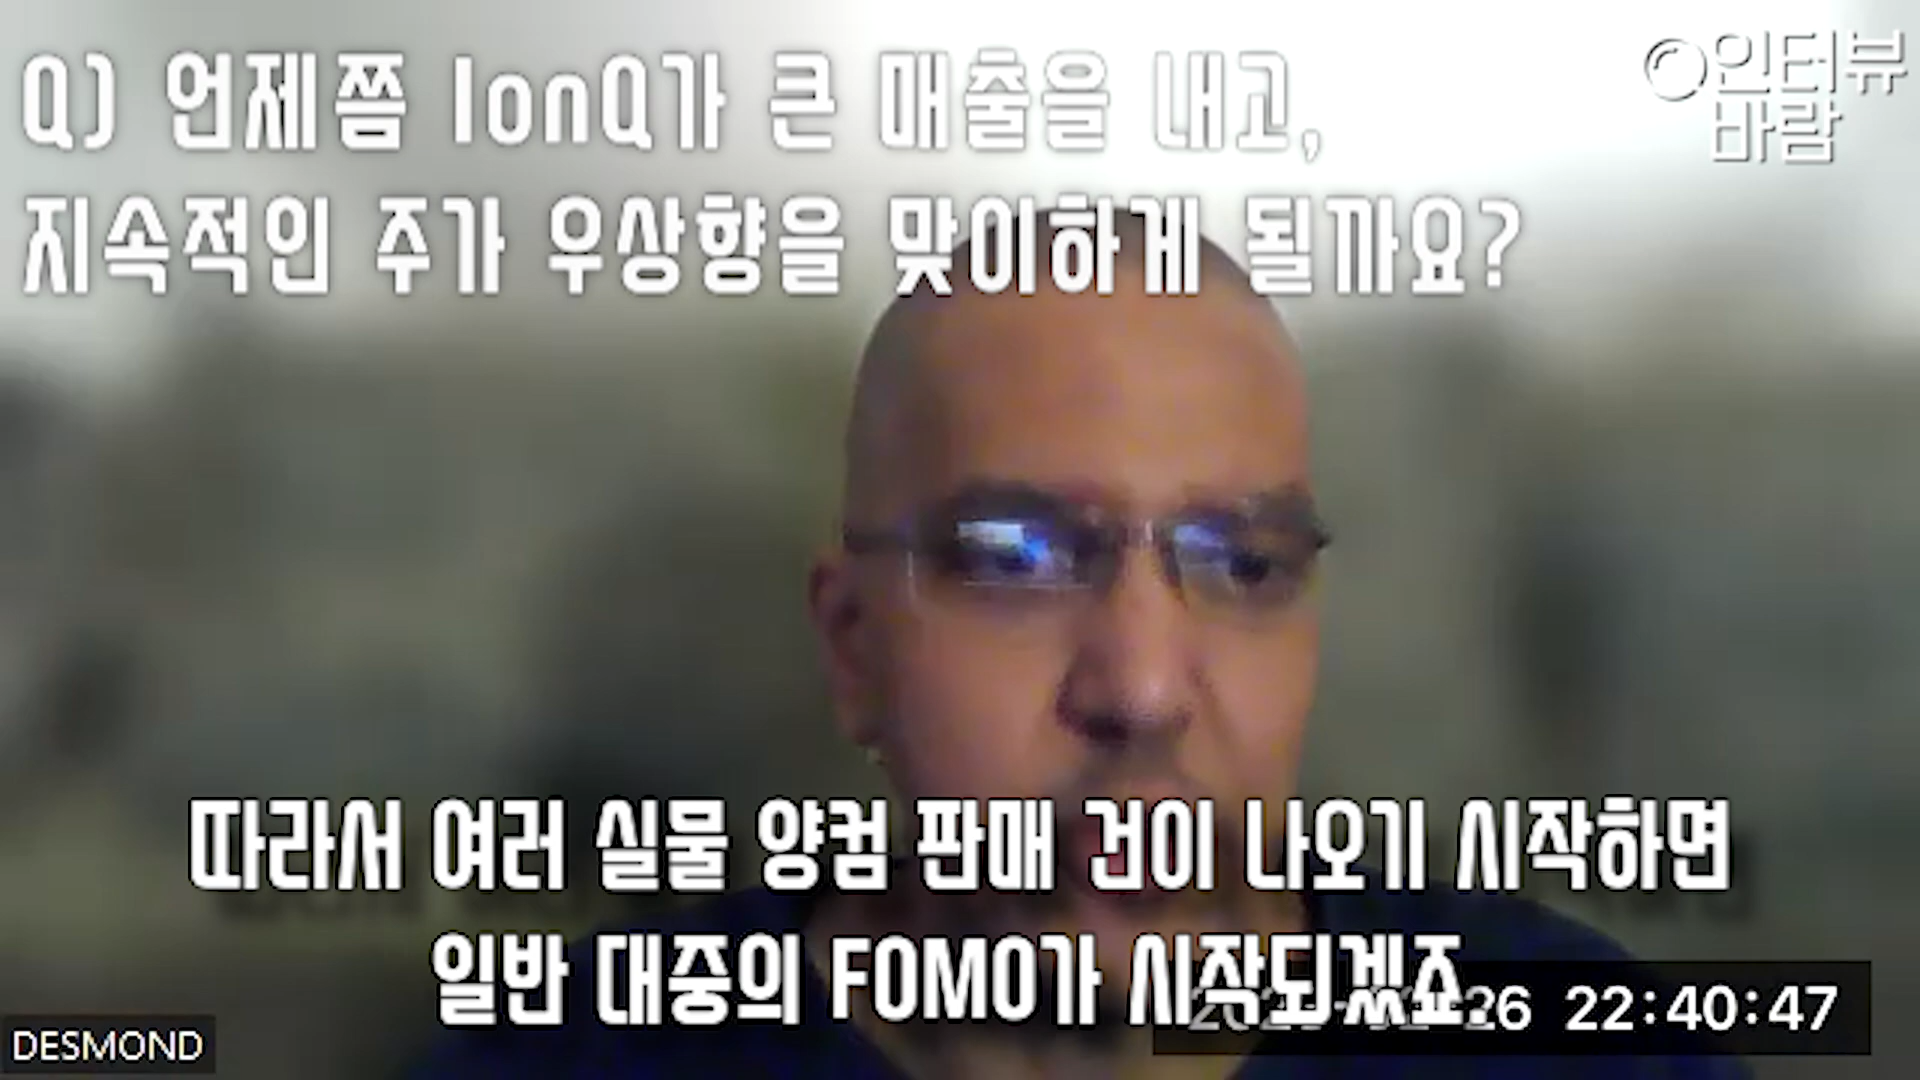 Q) 언제쯤 IonQ가 큰 매출을 내고,
지속적인 주가 우상향을 맞이하게 될까요?
인터뷰
바람
따라서 여러 실물 양컴 판매 건이 나오기 시작하면
일반 대중의 FOMO가 시작되겠죠.
26 22:40:47
DESMOND